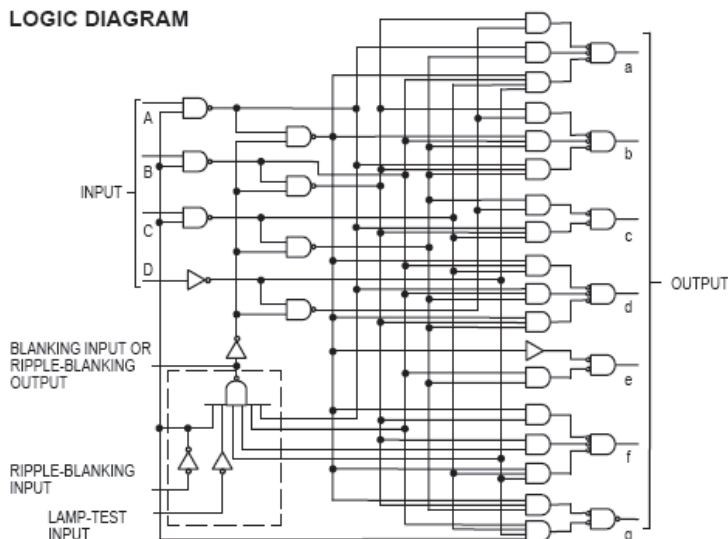 LOGIC DIAGRAM
A
B
INPUT
C
D
BLANKING INPUT OR
RIPPLE-BLANKING
OUTPUT
RIPPLE-BLANKING
INPUT
LAMP-TEST
INPUT
a
b
c
d
OUTPUT
e
f
g